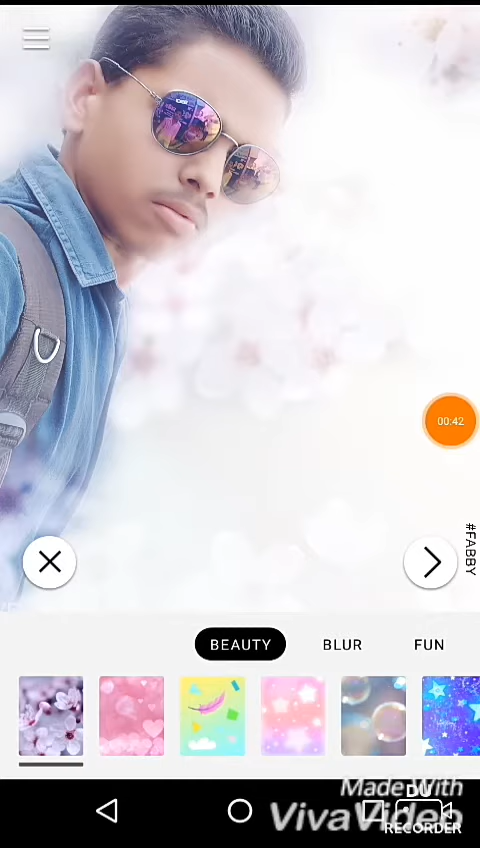 00:42
#FABBY
BEAUTY
BLUR
FUN
Made With
VivaVideo
DU
RECORDER